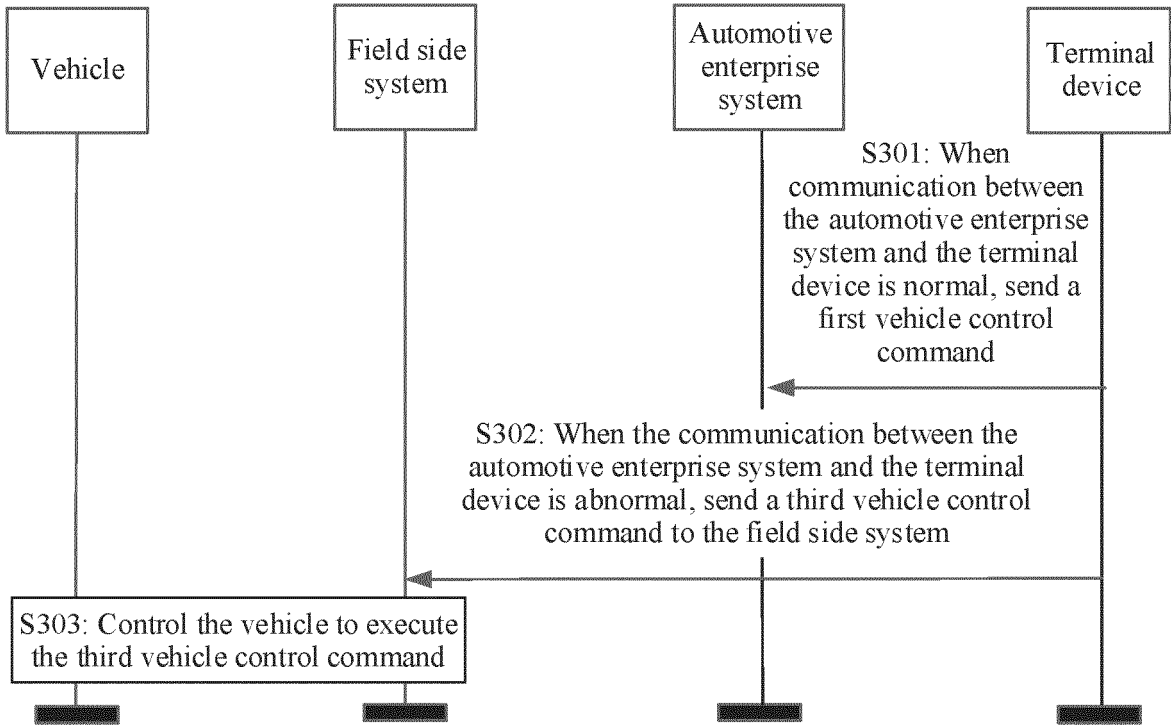 Vehicle
Field side
system
Automotive
enterprise
system
Terminal
device
S301: When
communication between
the automotive enterprise
system and the terminal
device is normal, send a
first vehicle control
command
S302: When the communication between the
automotive enterprise system and the terminal
device is abnormal, send a third vehicle control
command to the field side system
S303: Control the vehicle to execute
the third vehicle control command